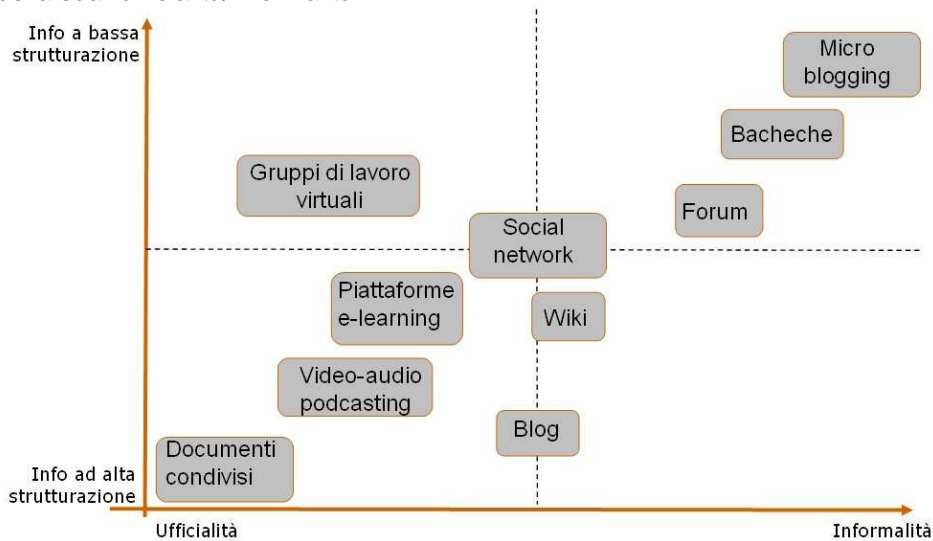 Info a bassa
strutturazione
Micro
blogging
Bacheche
Gruppi di lavoro
virtuali
Forum
Social
network
Piattaforme
e-learning
Wiki
Video-audio
podcasting
Blog
Documenti
condivisi
Info ad alta
strutturazione
Ufficialità
Informalità